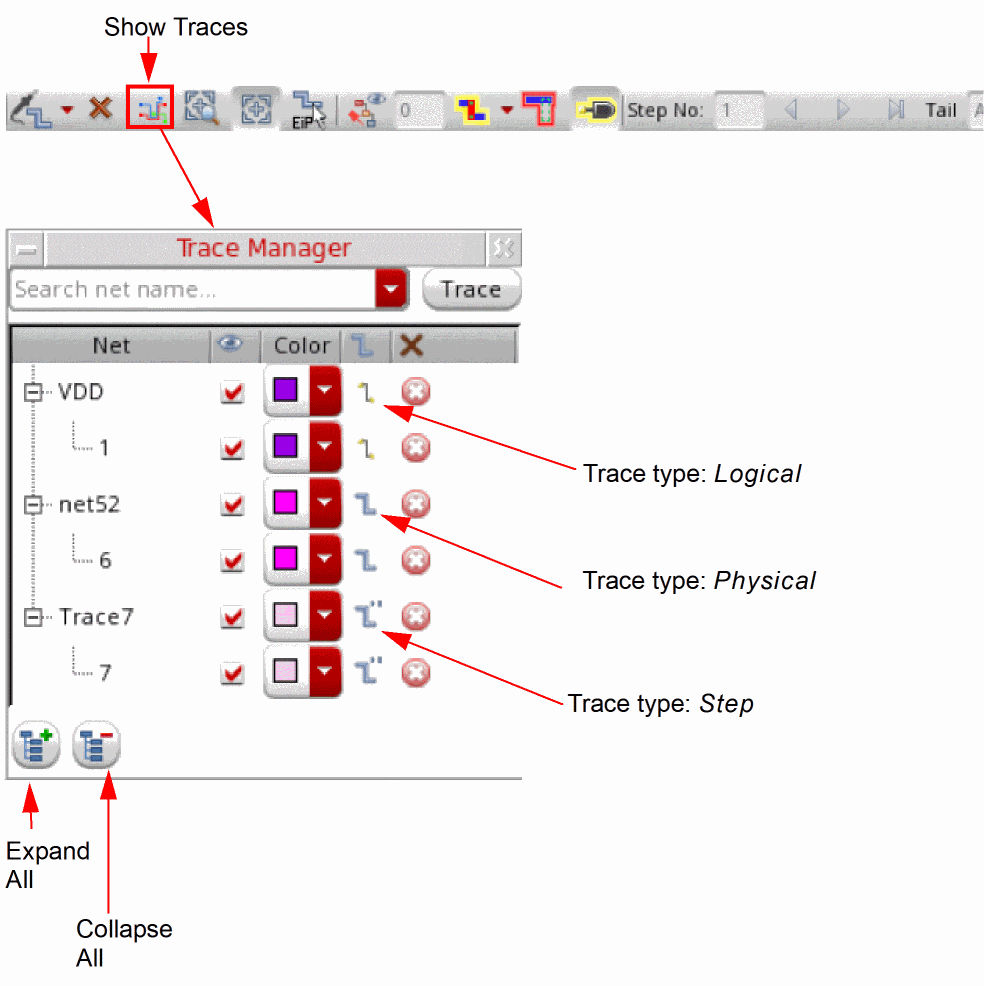 Show Traces
EiP
0
Step No:
1
Tail
A
Trace Manager
Search net name...
Trace
Net
Color
VDD
1
Trace type: Logical
net52
6
Trace type: Physical
Trace7
7
Trace type: Step
Expand
All
Collapse
All